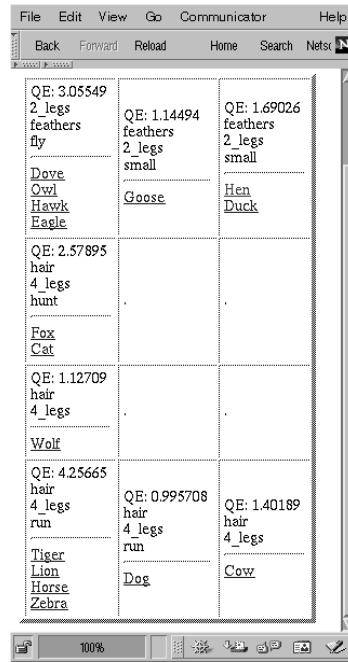 File Edit View Go Communicator Help
Back Forward Reload Home Search Netsc
QE: 3.05549
2_legs
feathers
fly
Dove
Owl
Hawk
Eagle
QE: 1.14494
feathers
2_legs
small
Goose
QE: 1.69026
feathers
2_legs
small
Hen
Duck
QE: 2.57895
hair
4_legs
hunt
Fox
Cat
.
.
QE: 1.12709
hair
4_legs
Wolf
.
.
QE: 4.25665
hair
4_legs
run
Tiger
Lion
Horse
Zebra
QE: 0.995708
hair
4_legs
run
Dog
QE: 1.40189
hair
4_legs
Cow
100%